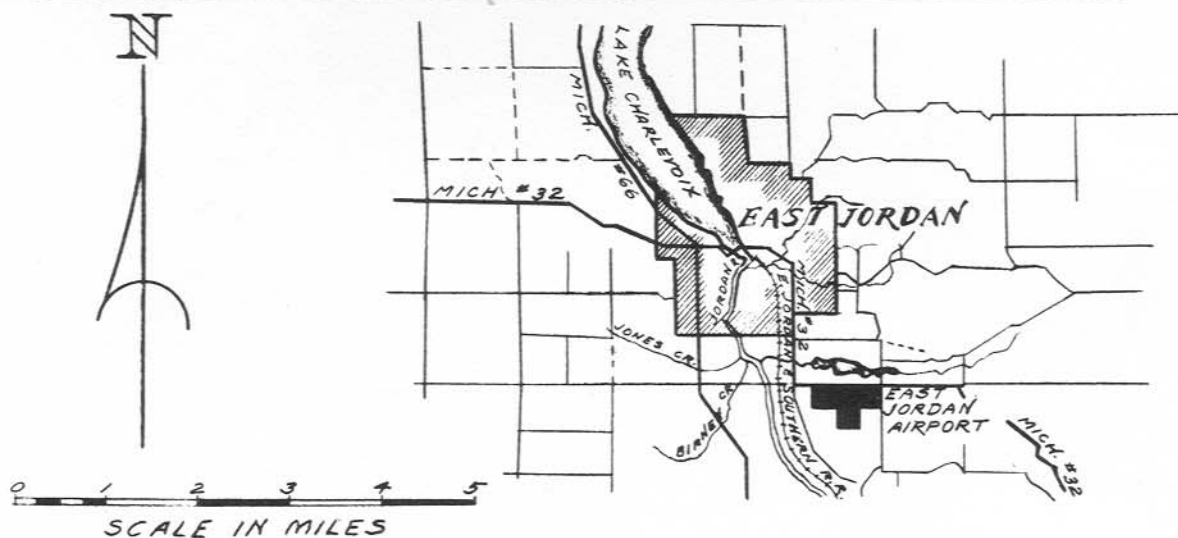 N
LAKE CHARLEVOIX
MICH.
#66
MICH #32
EAST JORDAN
JORDAN R.
MICH. #32
E. JORDAN & SOUTHERN R.R.
JONES CR.
BIRNEY CR.
EAST
JORDAN
AIRPORT
MICH. #32
0 1 2 3 4 5
SCALE IN MILES